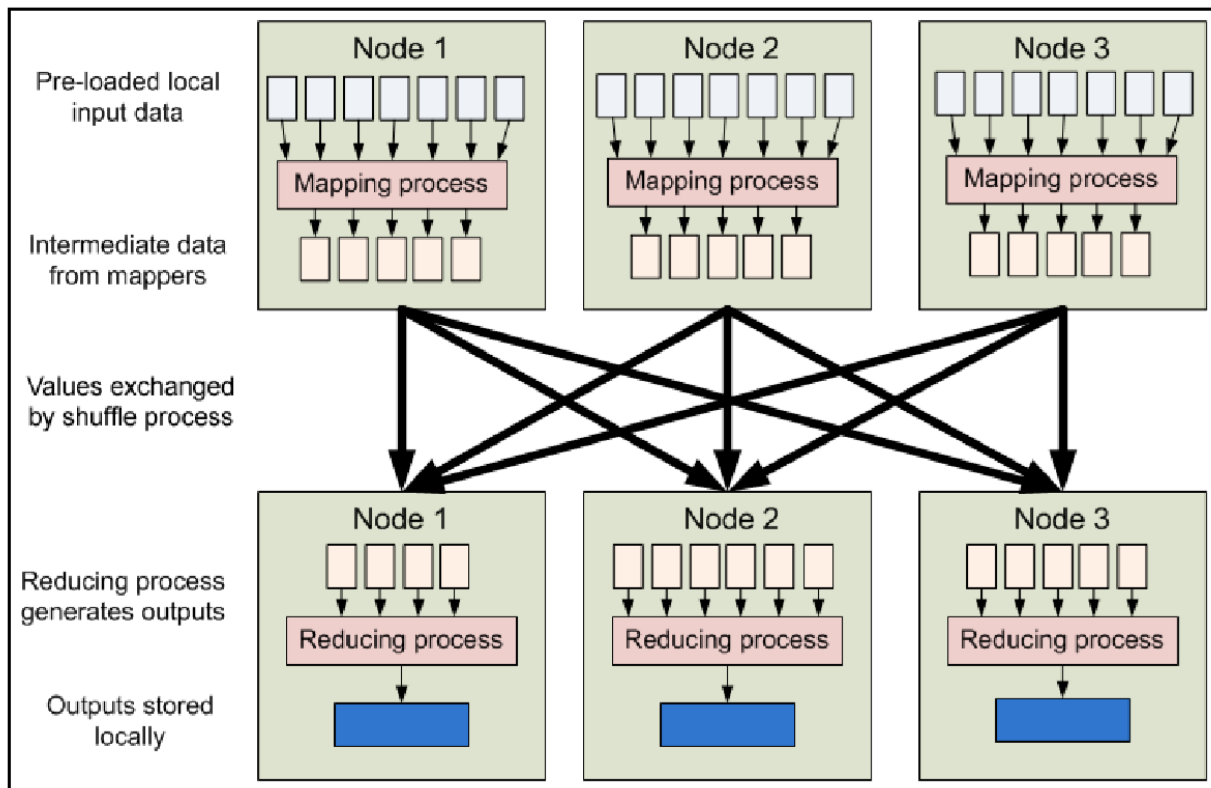 Node 1
Node 2
Node 3
Pre-loaded local
input data
Mapping process
Mapping process
Mapping process
Intermediate data
from mappers
Values exchanged
by shuffle process
Node 1
Node 2
Node 3
Reducing process
generates outputs
Reducing process
Reducing process
Reducing process
Outputs stored
locally